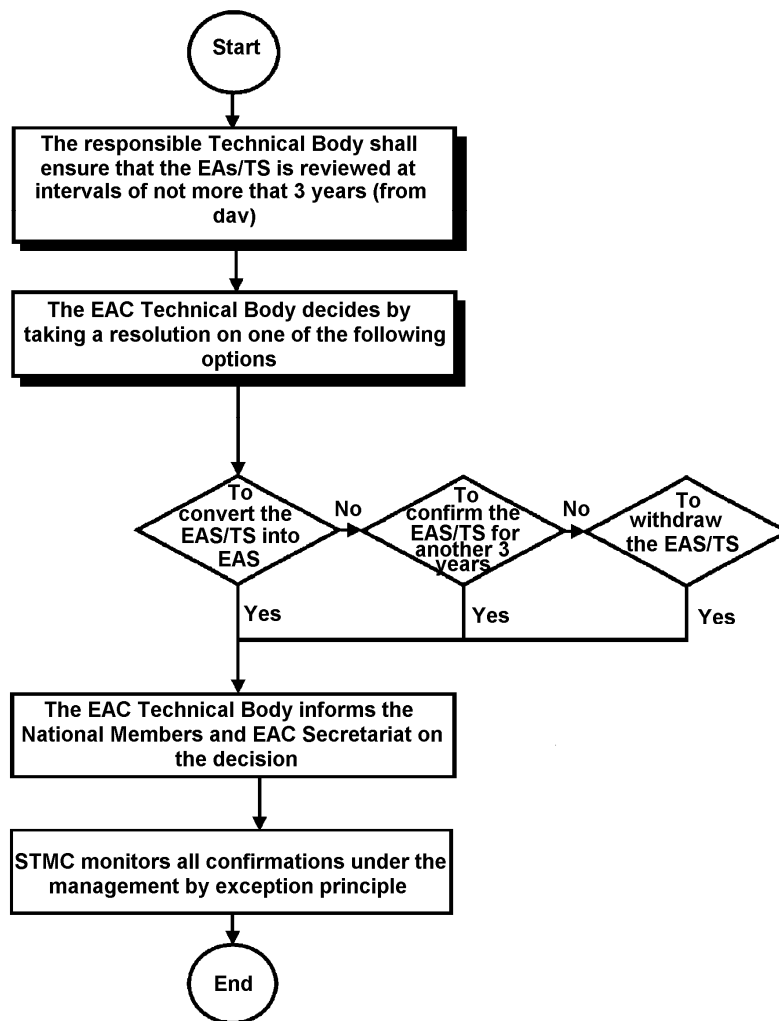 Start
The responsible Technical Body shall
ensure that the EAs/TS is reviewed at
intervals of not more that 3 years (from
dav)
The EAC Technical Body decides by
taking a resolution on one of the following
options
To
convert the
EAS/TS into
EAS
No
To
confirm the
EAS/TS for
another 3
years
No
To
withdraw
the EAS/TS
Yes
Yes
Yes
The EAC Technical Body informs the
National Members and EAC Secretariat on
the decision
STMC monitors all confirmations under the
management by exception principle
End